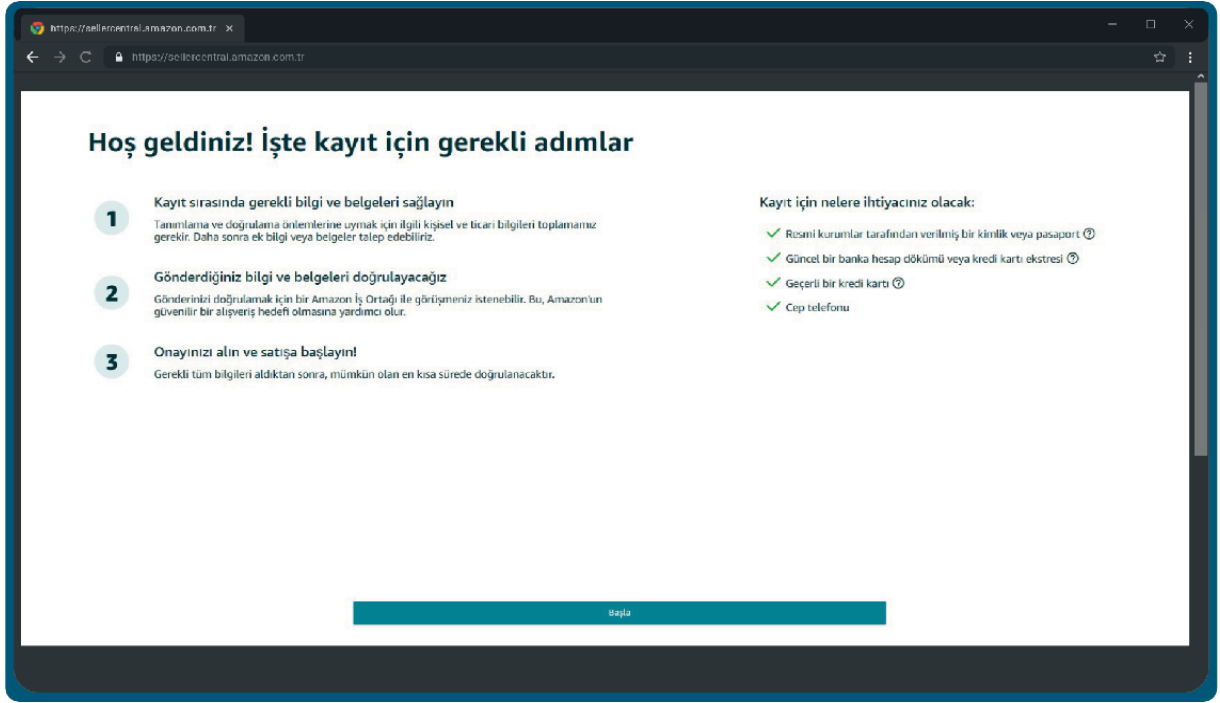 https://sellercentral.amazon.com.tr
https://sellercentral.amazon.com.tr
Hoş geldiniz! İşte kayıt için gerekli adımlar
1
Kayıt sırasında gerekli bilgi ve belgeleri sağlayın
Tanımlama ve doğrulama önlemlerine uymak için ilgili kişisel ve ticari bilgileri toplamamız
gerekir. Daha sonra ek bilgi veya belgeler talep edebiliriz.
2
Gönderdiğiniz bilgi ve belgeleri doğrulayacağız
Gönderinizi doğrulamak için bir Amazon İş Ortağı ile görüşmeniz istenebilir. Bu, Amazon'un
güvenilir bir alışveriş hedefi olmasına yardımcı olur.
3
Onayınızı alın ve satışa başlayın!
Gerekli tüm bilgileri aldıktan sonra, mümkün olan en kısa sürede doğrulanacaktır.
Kayıt için nelere ihtiyacınız olacak:
Resmi kurumlar tarafından verilmiş bir kimlik veya pasaport
Güncel bir banka hesap dökümü veya kredi kartı ekstresi
Geçerli bir kredi kartı
Cep telefonu
Başla